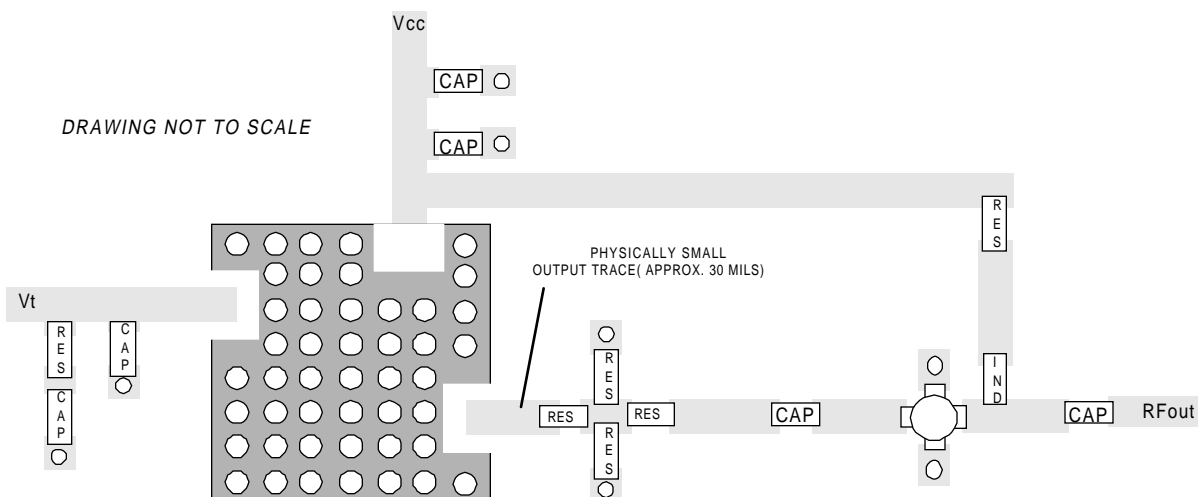 Vcc
CAP
DRAWING NOT TO SCALE
CAP
RES
PHYSICALLY SMALL
OUTPUT TRACE( APPROX. 30 MILS)
Vt
RES
CAP
CAP
RES
RES
RES
RES
CAP
IND
CAP
RFout